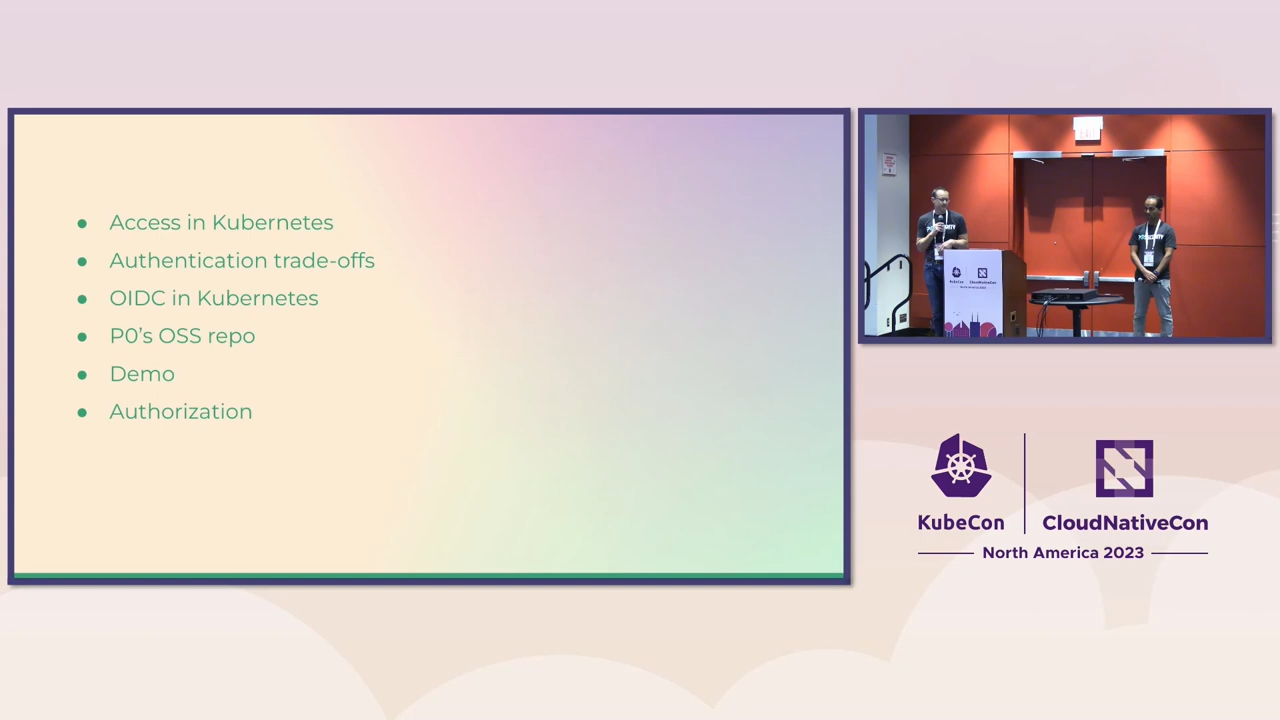 Access in Kubernetes
Authentication trade-offs
OIDC in Kubernetes
P0's OSS repo
Demo
Authorization
KubeCon
CloudNativeCon
North America 2023